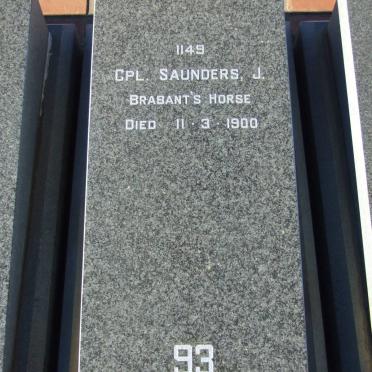 1149
CPL. SAUNDERS, J.
BRABANT'S HORSE
DIED 11·3·1900
93